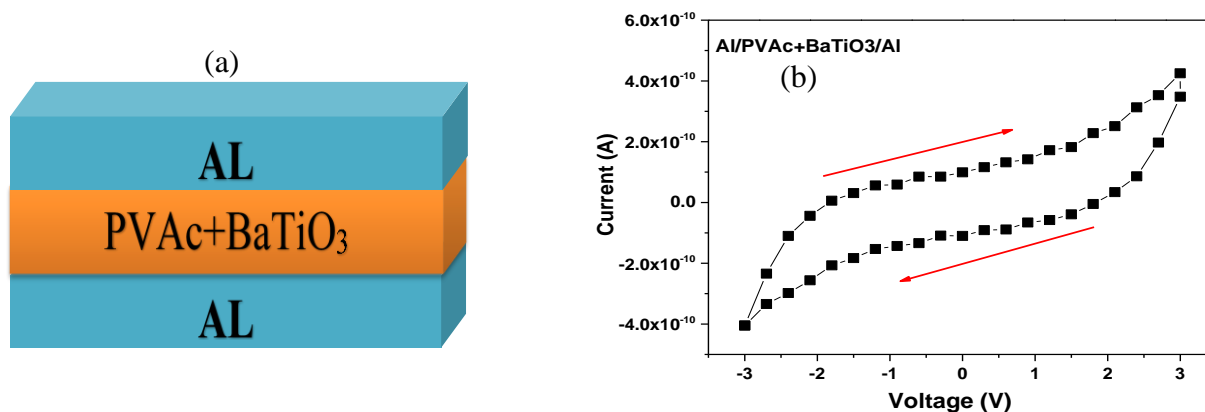 (a)
AL
PVAc+BaTiO₃
AL
Al/PVAc+BaTiO3/Al
(b)
Current (A)
6.0x10⁻¹⁰
4.0x10⁻¹⁰
2.0x10⁻¹⁰
0.0
-2.0x10⁻¹⁰
-4.0x10⁻¹⁰
-3 -2 -1 0 1 2 3
Voltage (V)